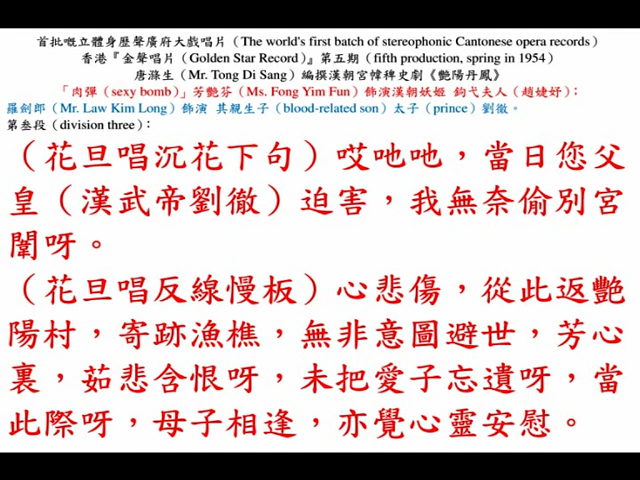 首批嘅立體身歷聲廣府大戲唱片（The world's first batch of stereophonic Cantonese opera records）
香港『金聲唱片（Golden Star Record）』第五期（fifth production, spring in 1954）
唐滌生（Mr. Tong Di Sang）編撰漢朝宮幃稗史劇《艷陽丹鳳》
「肉彈（sexy bomb）」芳艷芬（Ms. Fong Yim Fun）飾演漢朝妖姬 鈎弋夫人（趙婕妤）：
羅劍郎（Mr. Law Kim Long）飾演 其親生子（blood-related son）太子（prince）劉徹。
第叁段（division three）：
（花旦唱沉花下句）哎吔吔，當日您父
皇（漢武帝劉徹）迫害，我無奈偷別宮
闈呀。
（花旦唱反線慢板）心悲傷，從此返艷
陽村，寄跡漁樵，無非意圖避世，芳心
裏，茹悲含恨呀，未把愛子忘遺呀，當
此際呀，母子相逢，亦覺心靈安慰。